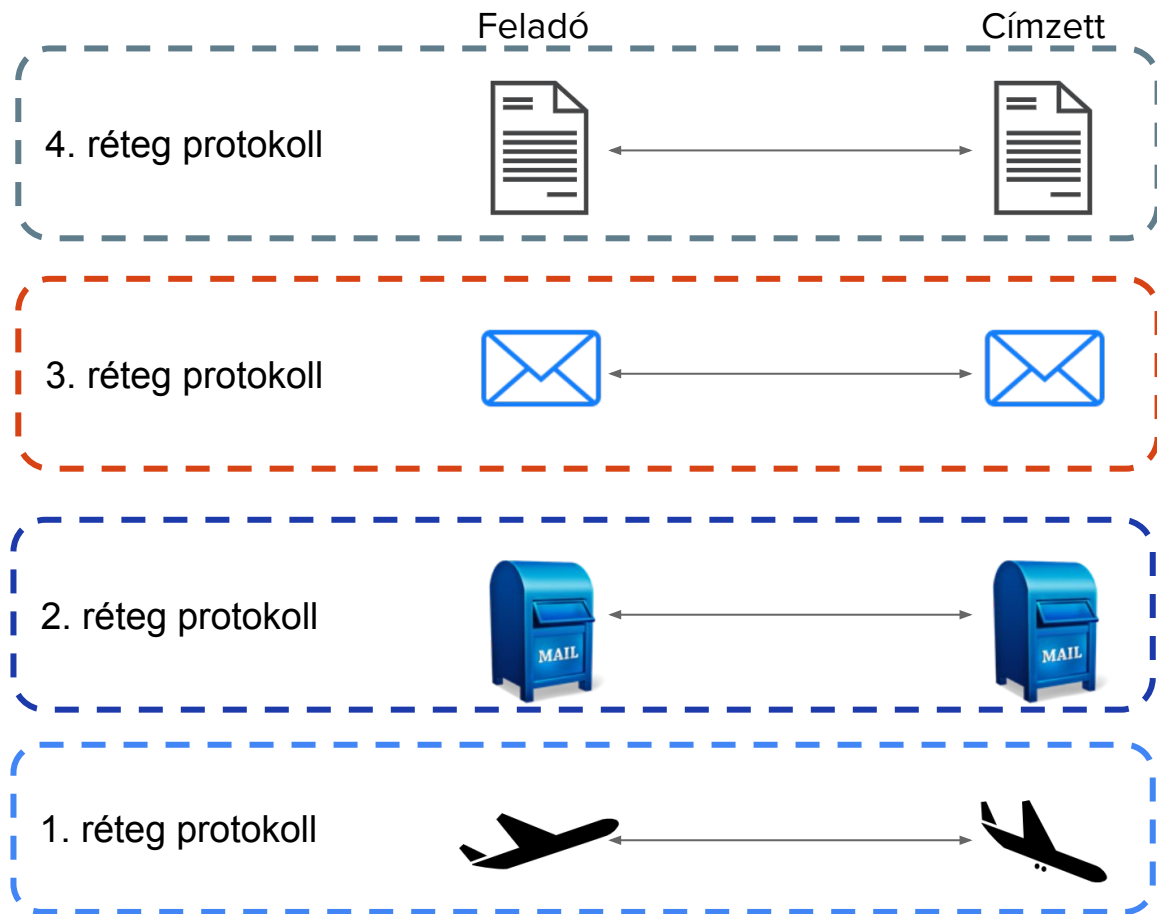 Feladó
Címzett
4. réteg protokoll
3. réteg protokoll
2. réteg protokoll
MAIL
MAIL
1. réteg protokoll